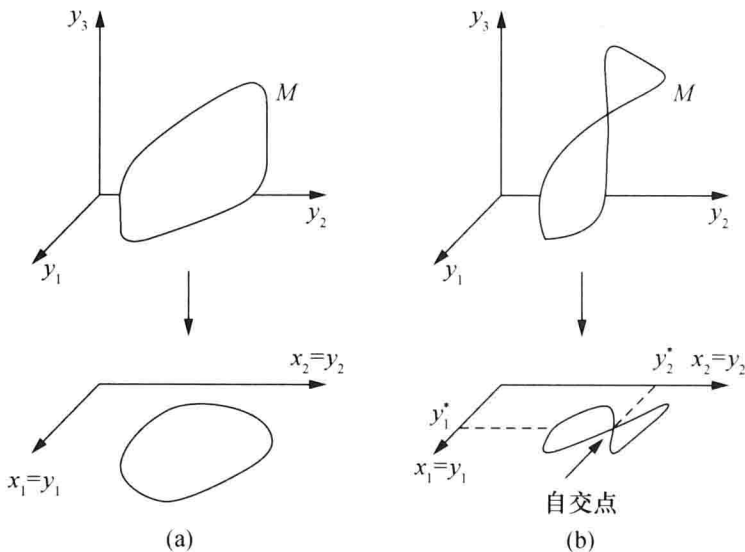 y₃
M
y₂
y₁
x₂=y₂
x₁=y₁
(a)
y₃
M
y₂
y₁
y₂* x₂=y₂
y₁*
x₁=y₁
自交点
(b)